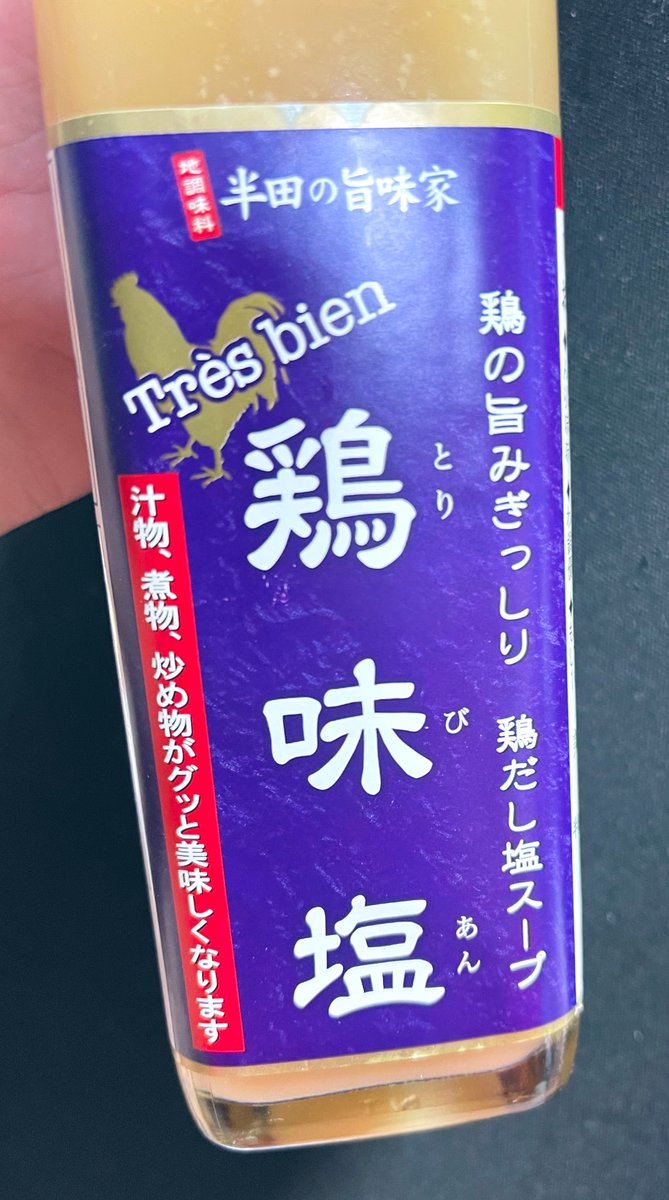 地調味料
半田の旨味家
Très bien
鶏の旨みぎっしり 鶏だし塩スープ
鶏味塩
とり
び
あん
汁物、煮物、炒め物がグッと美味しくなります